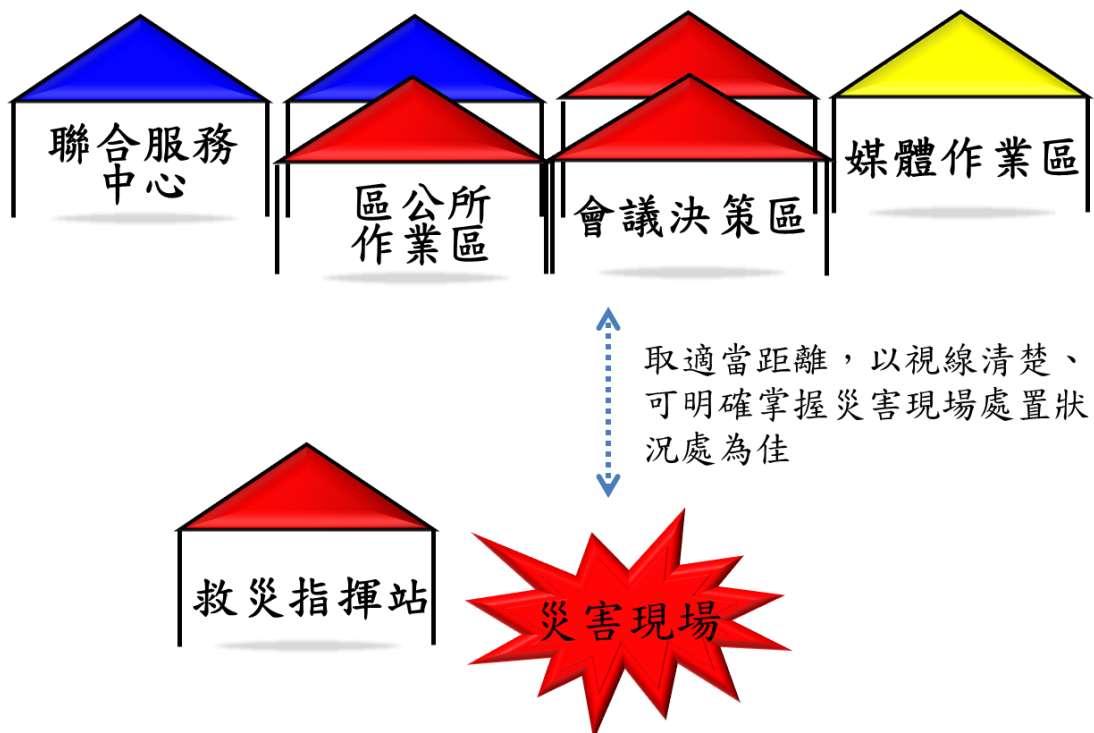 聯合服務
中心
區公所
作業區
會議決策區
媒體作業區
取適當距離，以視線清楚、
可明確掌握災害現場處置狀
況處為佳
救災指揮站
災害現場